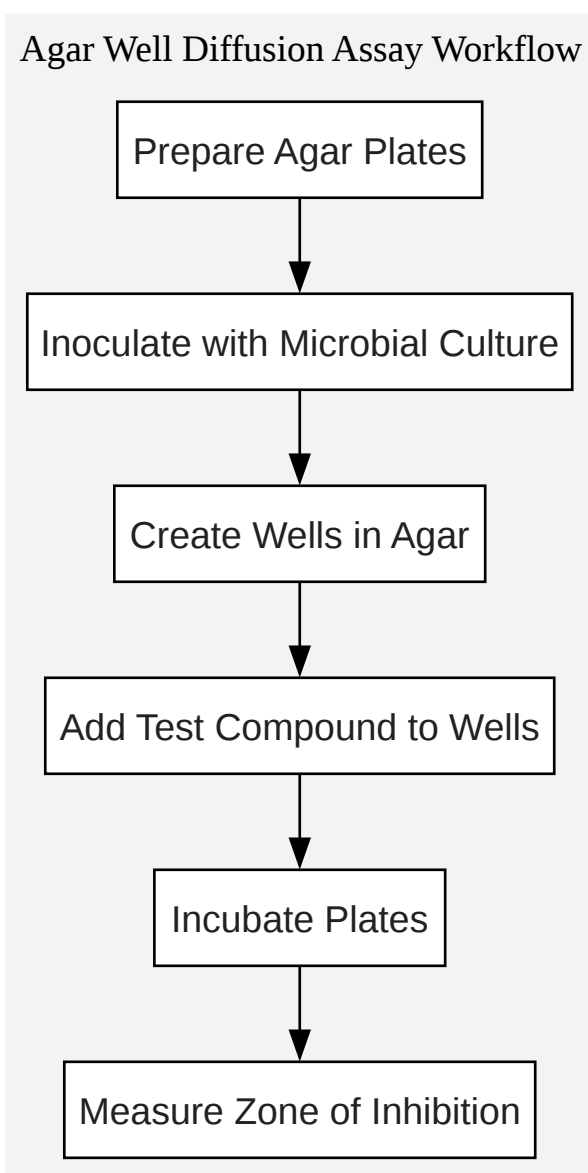 Agar Well Diffusion Assay Workflow
Prepare Agar Plates
Inoculate with Microbial Culture
Create Wells in Agar
Add Test Compound to Wells
Incubate Plates
Measure Zone of Inhibition